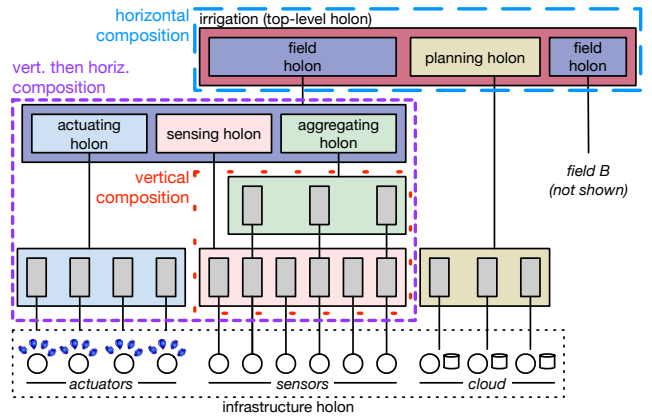 horizontal
composition
irrigation (top-level holon)
field
holon
planning holon
field
holon
vert. then horiz.
composition
actuating
holon
sensing holon
aggregating
holon
vertical
composition
field B
(not shown)
actuators
sensors
cloud
infrastructure holon